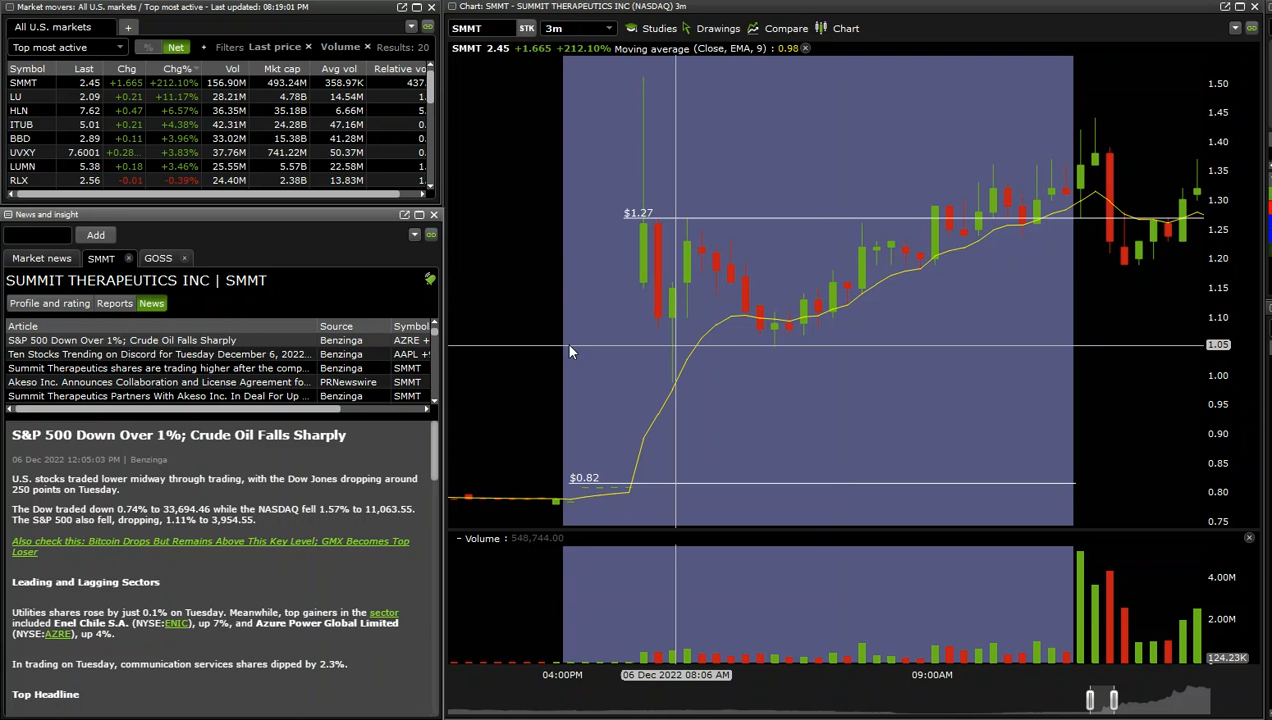 Market movers: All U.S. markets / Top most active - Last updated: 08:19:01 PM
All U.S. markets
Top most active % Net Filters Last price × Volume × Results: 20
Symbol Last Chg Chg% Vol Mkt cap Avg vol Relative vo
SMMT 2.45 +1.665 +212.10% 156.90M 493.24M 358.97K 437.
LU 2.09 +0.21 +11.17% 28.21M 4.78B 14.54M
HLN 7.62 +0.47 +6.57% 36.35M 35.18B 6.66M
ITUB 5.01 +0.21 +4.38% 42.31M 24.28B 47.16M
BBD 2.89 +0.11 +3.96% 33.02M 15.38B 41.28M
UVXY 7.6001 +0.28... +3.83% 37.76M 741.22M 50.37M
LUMN 5.38 +0.18 +3.46% 25.55M 5.57B 22.58M
RLX 2.56 -0.01 -0.39% 24.40M 2.38B 13.83M
News and insight
Add
Market news SMMT × GOSS ×
SUMMIT THERAPEUTICS INC | SMMT
Profile and rating Reports News
Article Source Symbol
S&P 500 Down Over 1%; Crude Oil Falls Sharply Benzinga AZRE +
Ten Stocks Trending on Discord for Tuesday December 6, 2022... Benzinga AAPL +
Summit Therapeutics shares are trading higher after the comp... Benzinga SMMT
Akeso Inc. Announces Collaboration and License Agreement fo... PRNewswire SMMT
Summit Therapeutics Partners With Akeso Inc. In Deal For Up ... Benzinga SMMT
S&P 500 Down Over 1%; Crude Oil Falls Sharply
06 Dec 2022 12:05:03 PM | Benzinga
U.S. stocks traded lower midway through trading, with the Dow Jones dropping around
250 points on Tuesday.
The Dow traded down 0.74% to 33,694.46 while the NASDAQ fell 1.57% to 11,063.55.
The S&P 500 also fell, dropping, 1.11% to 3,954.55.
Also check this: Bitcoin Drops But Remains Above This Key Level; GMX Becomes Top
Loser
Leading and Lagging Sectors
Utilities shares rose by just 0.1% on Tuesday. Meanwhile, top gainers in the sector
included Enel Chile S.A. (NYSE:ENIC), up 7%, and Azure Power Global Limited
(NYSE:AZRE), up 4%.
In trading on Tuesday, communication services shares dipped by 2.3%.
Top Headline
Chart: SMMT - SUMMIT THERAPEUTICS INC (NASDAQ) 3m
SMMT STK 3m Studies Drawings Compare Chart
SMMT 2.45 +1.665 +212.10% Moving average (Close, EMA, 9) : 0.98
1.50
1.45
1.40
1.35
1.30
$1.27
1.25
1.20
1.15
1.10
1.05
1.00
0.95
0.90
0.85
$0.82
0.80
0.75
– Volume : 548,744.00
4.00M
2.00M
124.23K
04:00PM 06 Dec 2022 08:06 AM 09:00AM